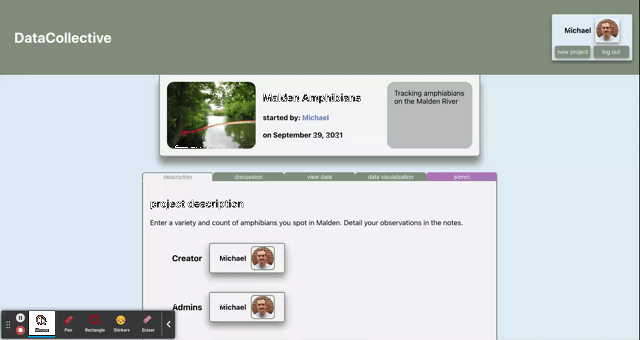 DataCollective
Michael
new project
log out
Malden Amphibians
started by: Michael
on September 29, 2021
Tracking amphiabians
on the Malden River
description
discussion
view data
data visualization
admin
project description
Enter a variety and count of amphibians you spot in Malden. Detail your observations in the notes.
Creator
Michael
Admins
Michael
Pen
Rectangle
Stickers
Eraser